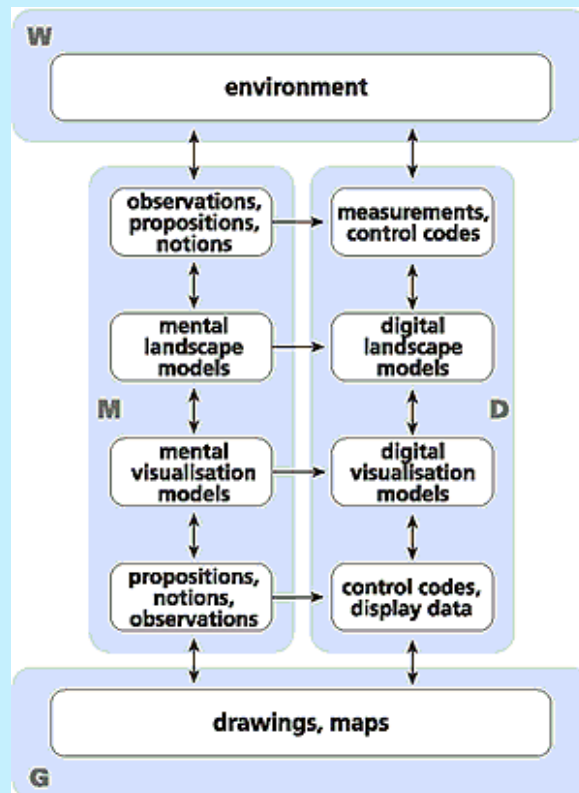 W
environment
observations,
propositions,
notions
measurements,
control codes
mental
landscape
models
digital
landscape
models
M
D
mental
visualisation
models
digital
visualisation
models
propositions,
notions,
observations
control codes,
display data
drawings, maps
G